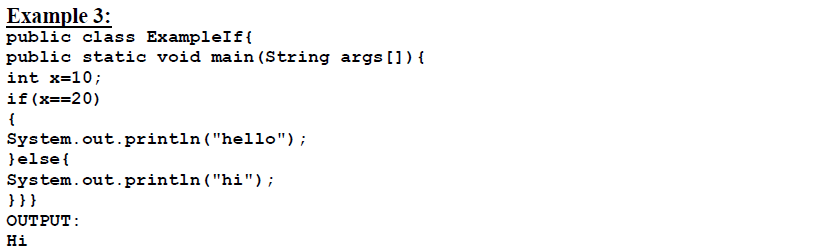 Example 3:
public class ExampleIf{
public static void main(String args[]){
int x=10;
if(x==20)
{
System.out.println("hello");
}else{
System.out.println("hi");
}}}
OUTPUT:
Hi